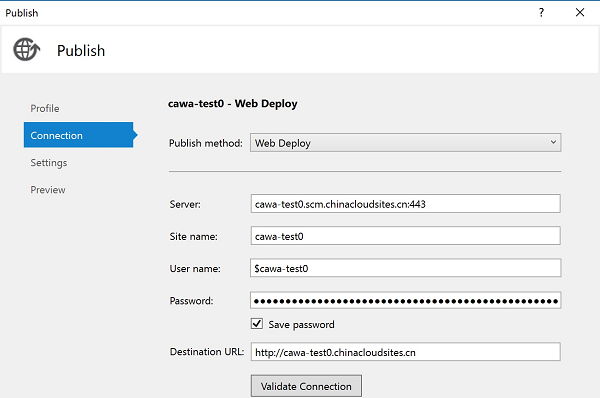 Publish
?
Publish
Profile
Connection
Settings
Preview
cawa-test0 - Web Deploy
Publish method: Web Deploy
Server: cawa-test0.scm.chinacloudsites.cn:443
Site name: cawa-test0
User name: $cawa-test0
Password: ••••••••••••••••••••••••••••••••••••••••••••••••••
Save password
Destination URL: http://cawa-test0.chinacloudsites.cn
Validate Connection